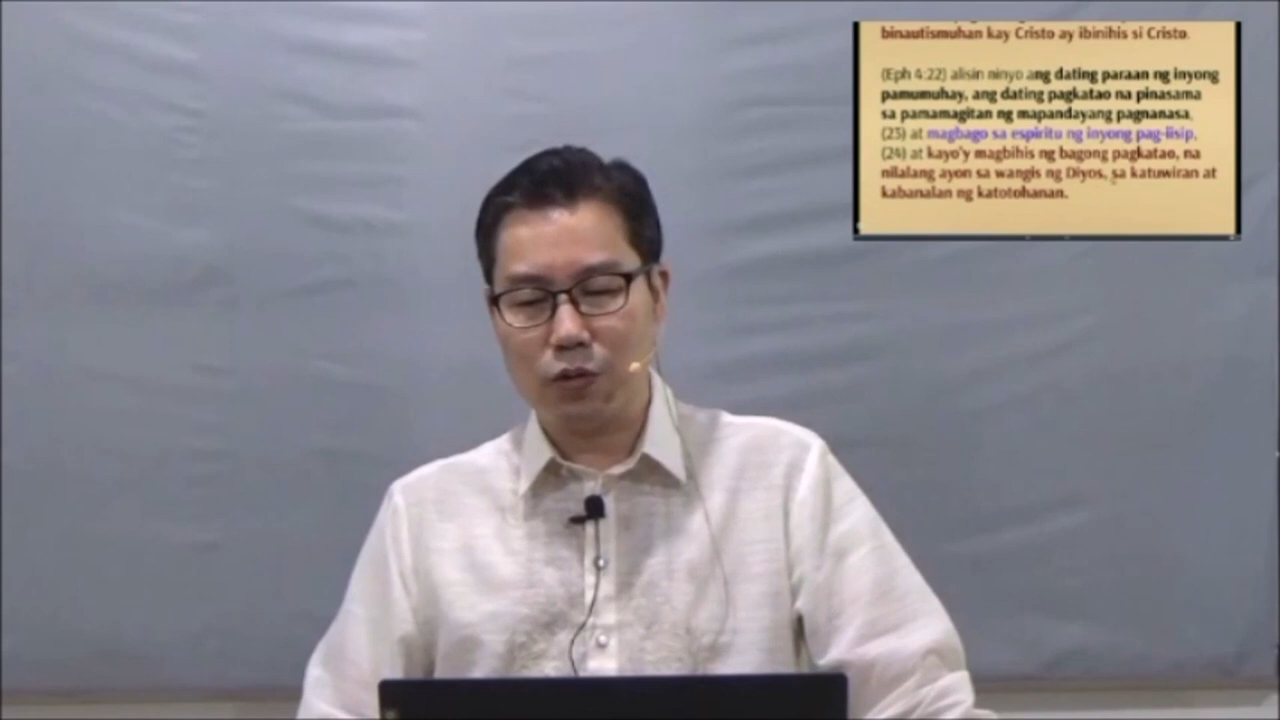 binautismuhan kay Cristo ay ibinihis si Cristo.
(Eph 4:22) alisin ninyo ang dating paraan ng inyong
pamumuhay, ang dating pagkatao na pinasama
sa pamamagitan ng mapandayang pagnanasa,
(23) at magbago sa espiritu ng inyong pag-iisip,
(24) at kayo'y magbihis ng bagong pagkatao, na
nilalang ayon sa wangis ng Diyos, sa katuwiran at
kabanalan ng katotohanan.